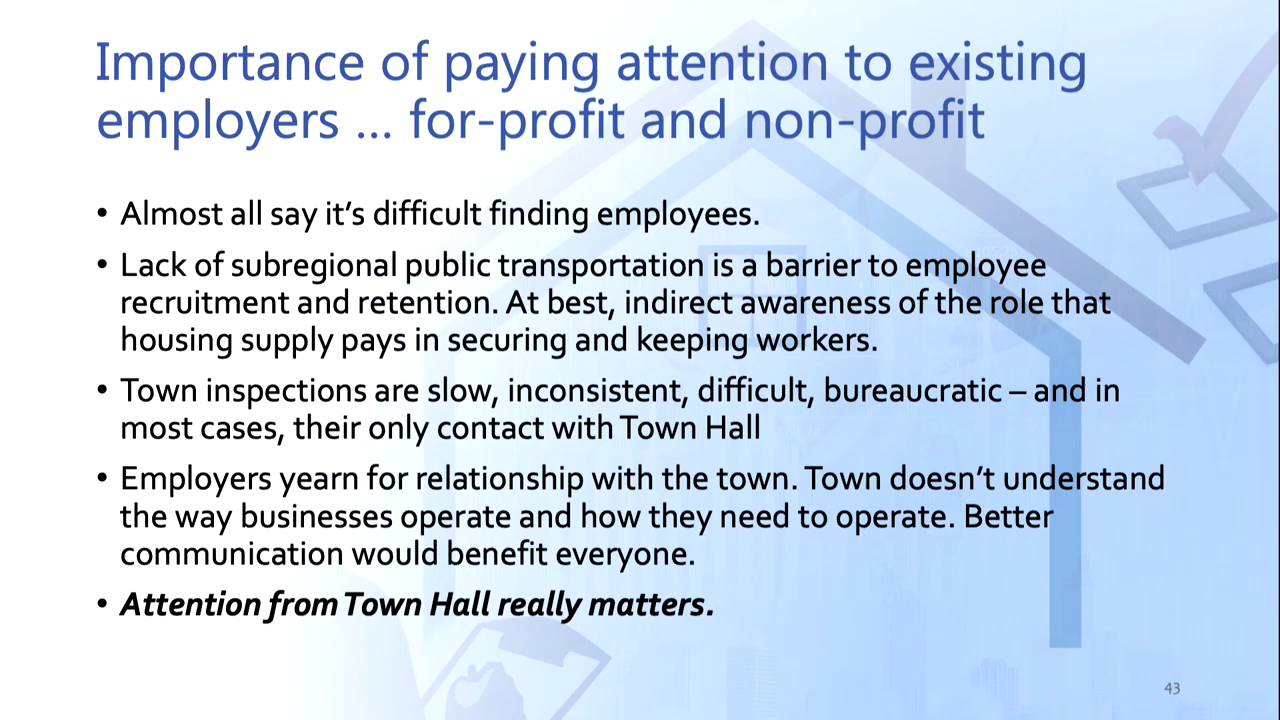 Importance of paying attention to existing
employers ... for-profit and non-profit
• Almost all say it's difficult finding employees.
• Lack of subregional public transportation is a barrier to employee
recruitment and retention. At best, indirect awareness of the role that
housing supply pays in securing and keeping workers.
• Town inspections are slow, inconsistent, difficult, bureaucratic – and in
most cases, their only contact with Town Hall
• Employers yearn for relationship with the town. Town doesn't understand
the way businesses operate and how they need to operate. Better
communication would benefit everyone.
• Attention from Town Hall really matters.
43